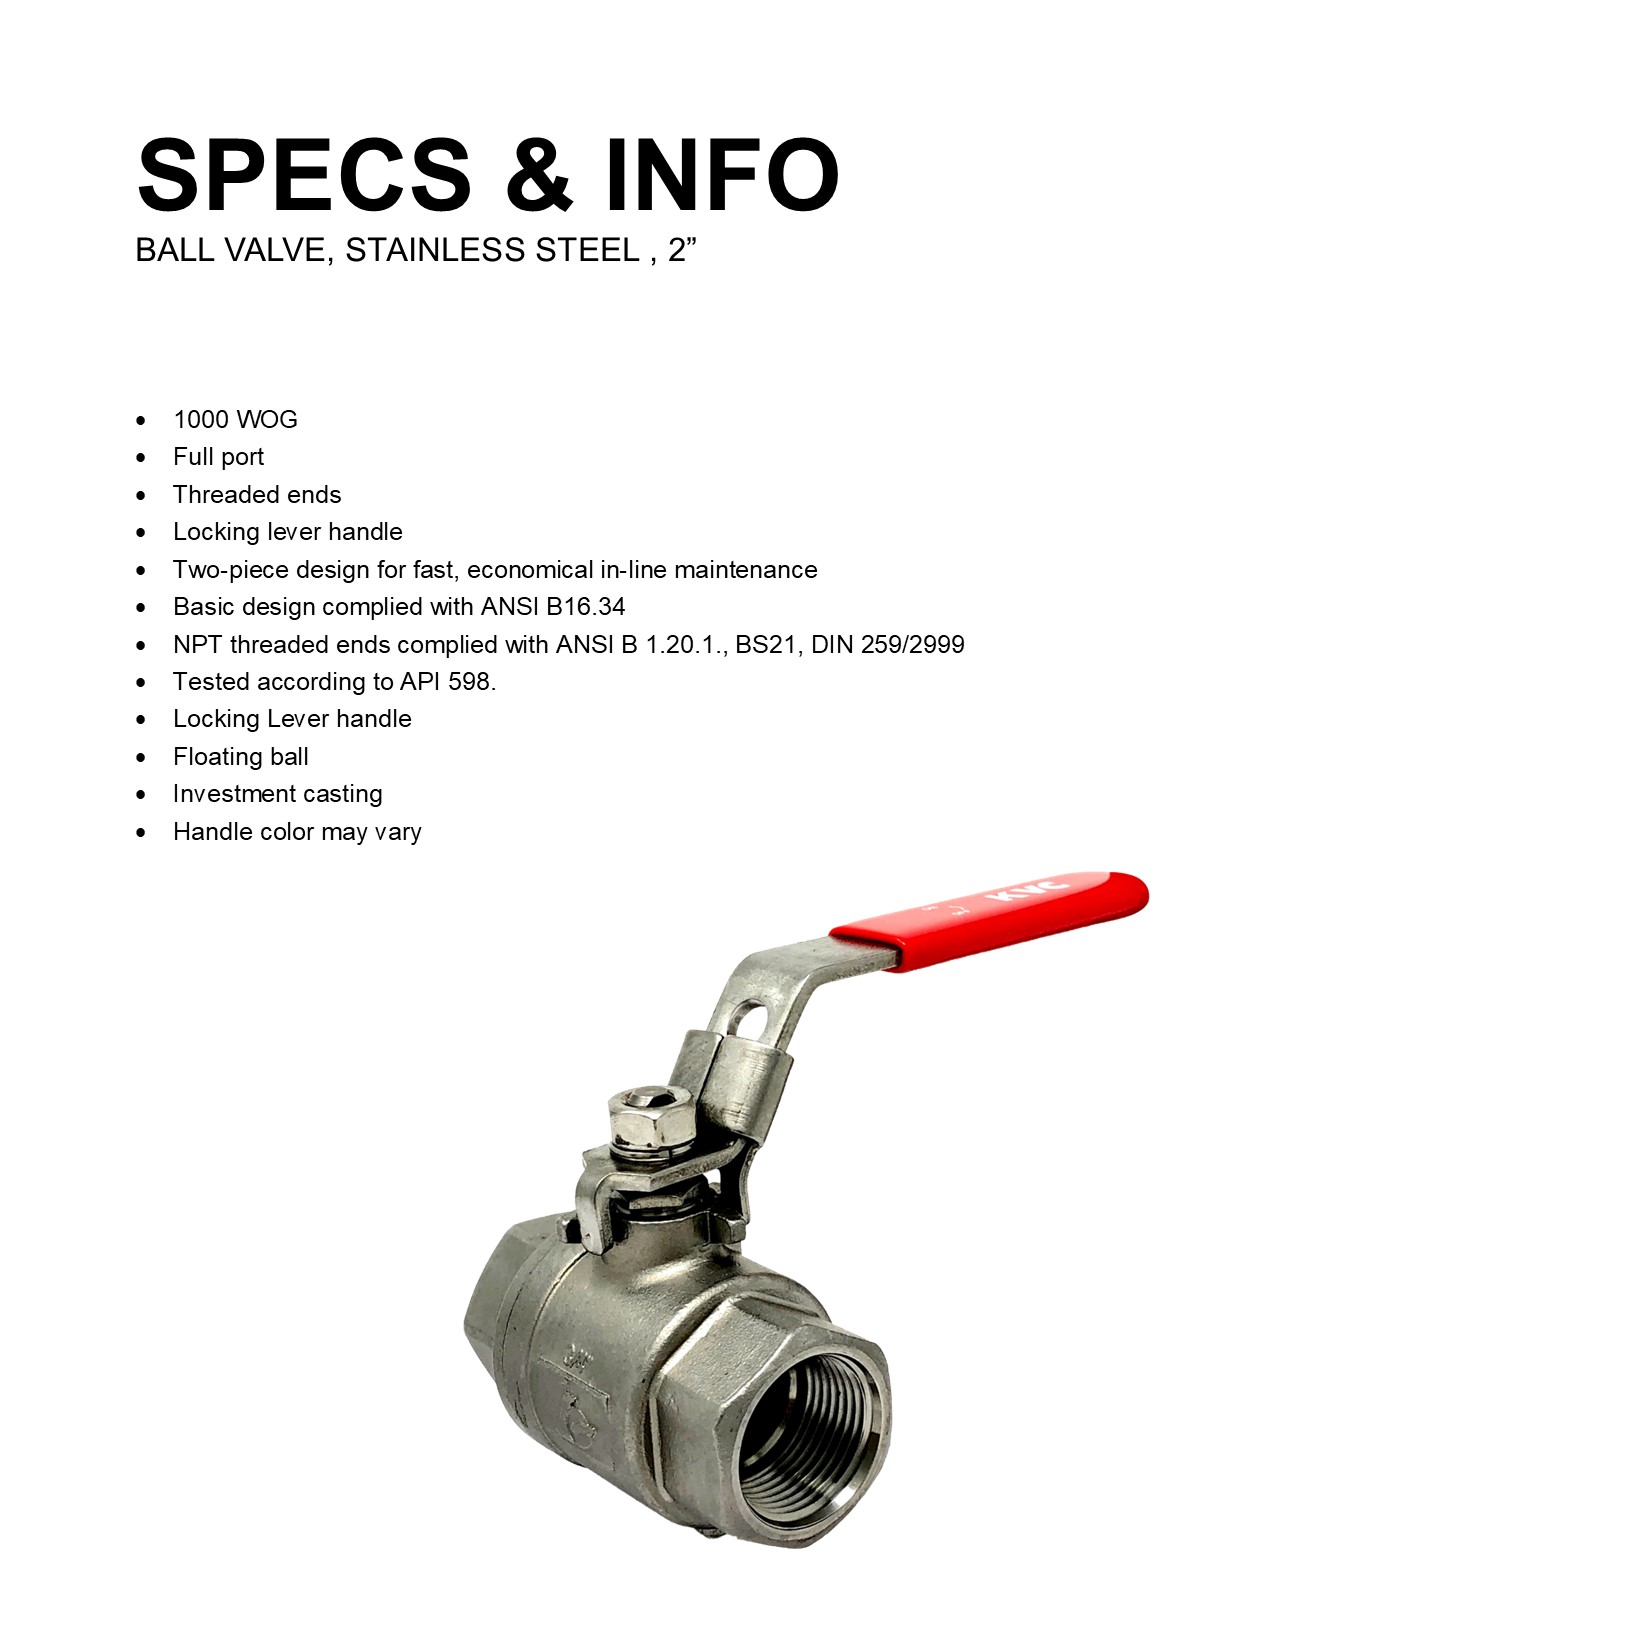 SPECS & INFO
BALL VALVE, STAINLESS STEEL , 2”
• 1000 WOG
• Full port
• Threaded ends
• Locking lever handle
• Two-piece design for fast, economical in-line maintenance
• Basic design complied with ANSI B16.34
• NPT threaded ends complied with ANSI B 1.20.1., BS21, DIN 259/2999
• Tested according to API 598.
• Locking Lever handle
• Floating ball
• Investment casting
• Handle color may vary
KVC